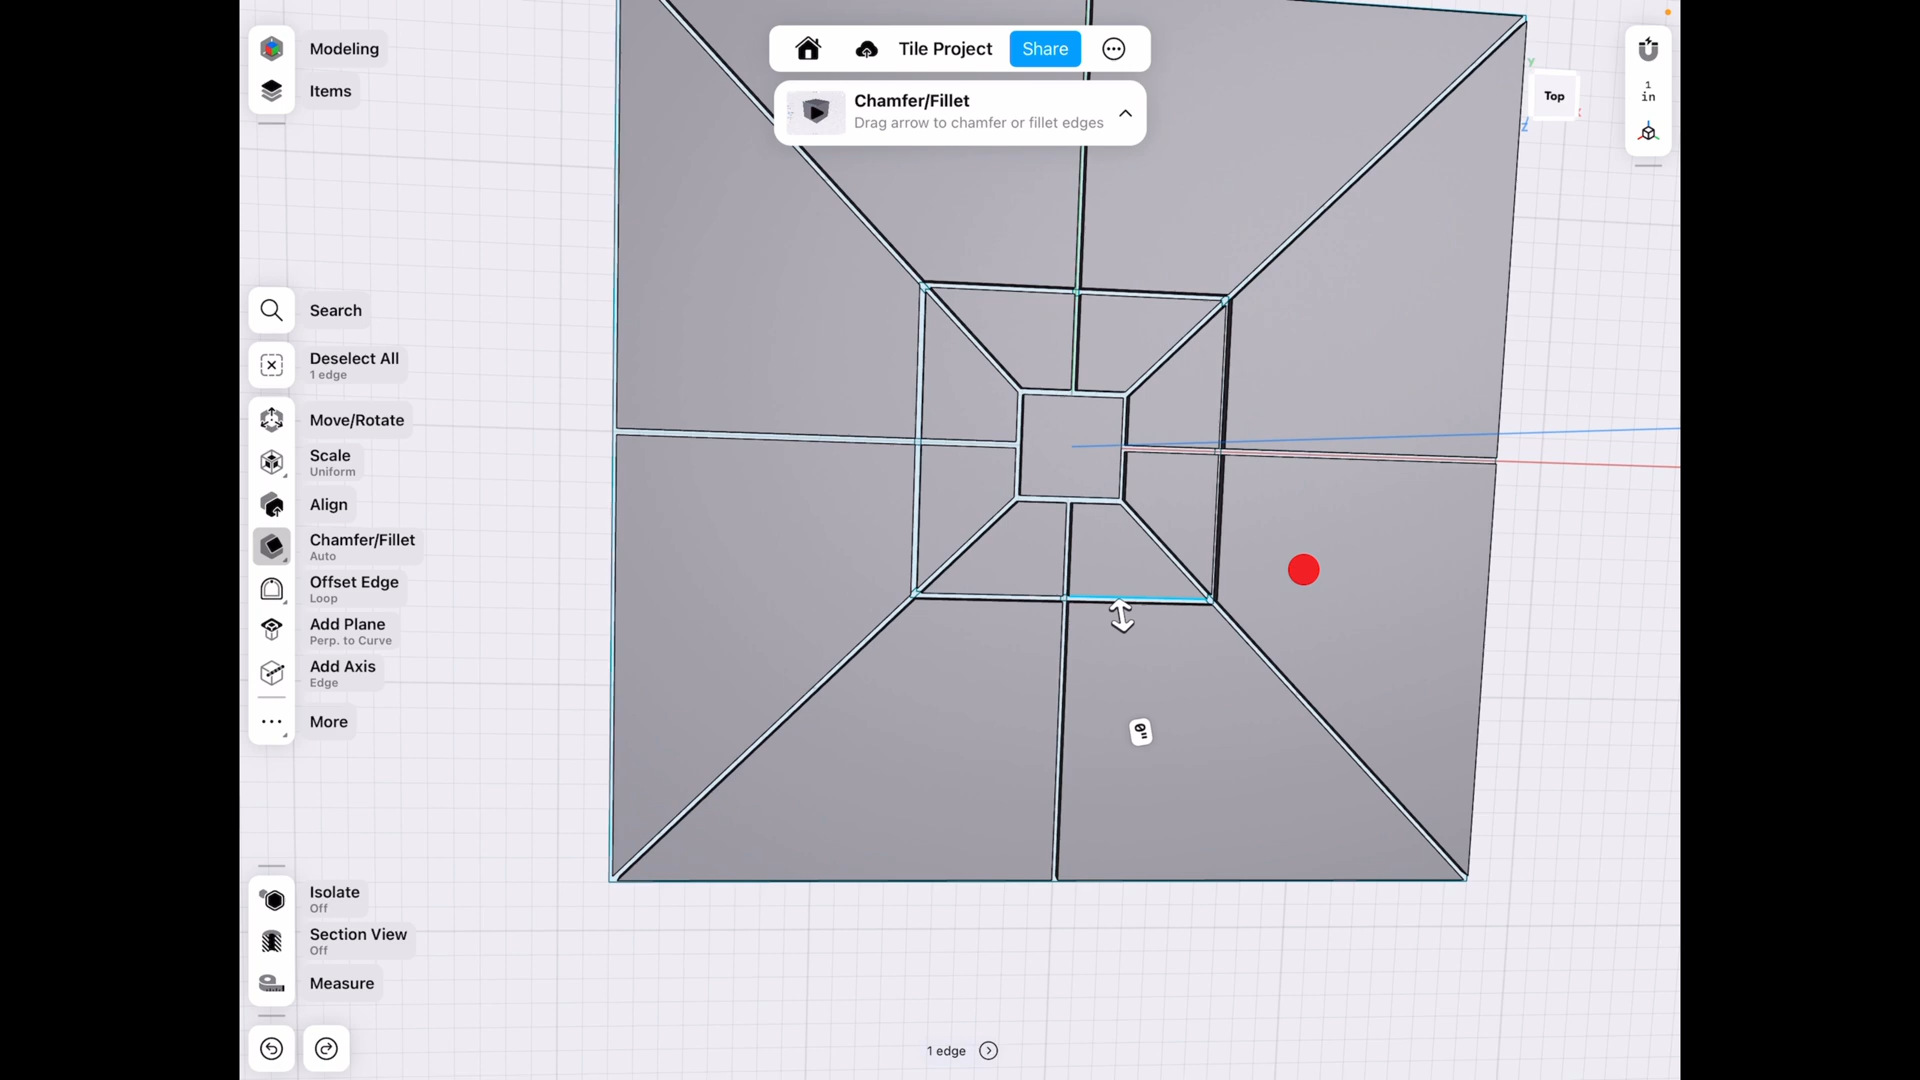 Modeling
Items
Tile Project
Share
Chamfer/Fillet
Drag arrow to chamfer or fillet edges
1
in
Y
Top
X
Z
Search
Deselect All
1 edge
Move/Rotate
Scale
Uniform
Align
Chamfer/Fillet
Auto
Offset Edge
Loop
Add Plane
Perp. to Curve
Add Axis
Edge
More
0"
Isolate
Off
Section View
Off
Measure
1 edge